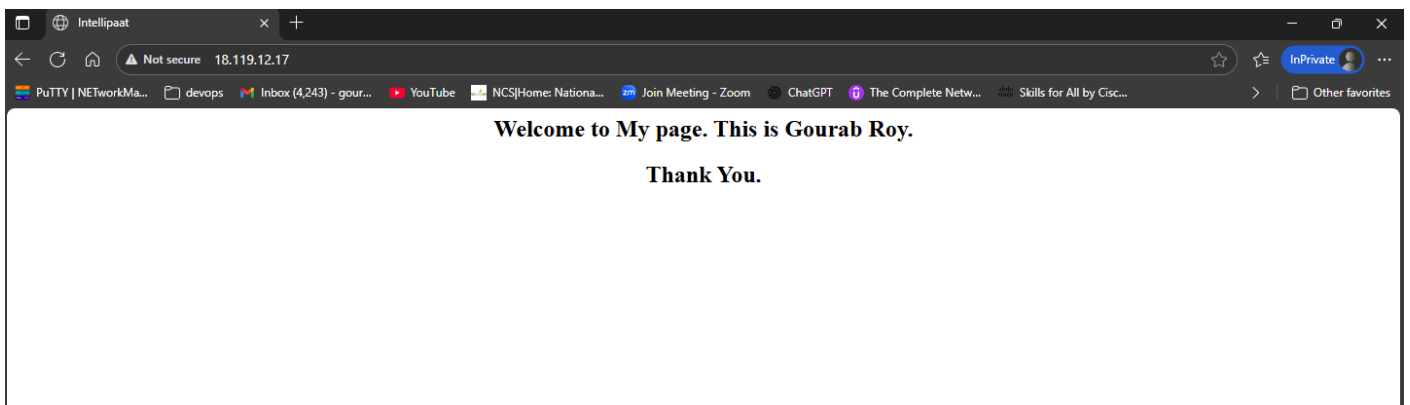 Intellipaat
Not secure 18.119.12.17
InPrivate
PuTTY | NETworkMa... devops Inbox (4,243) - gour... YouTube NCS|Home: Nationa... Join Meeting - Zoom ChatGPT The Complete Netw... Skills for All by Cisc... Other favorites
Welcome to My page. This is Gourab Roy.
Thank You.